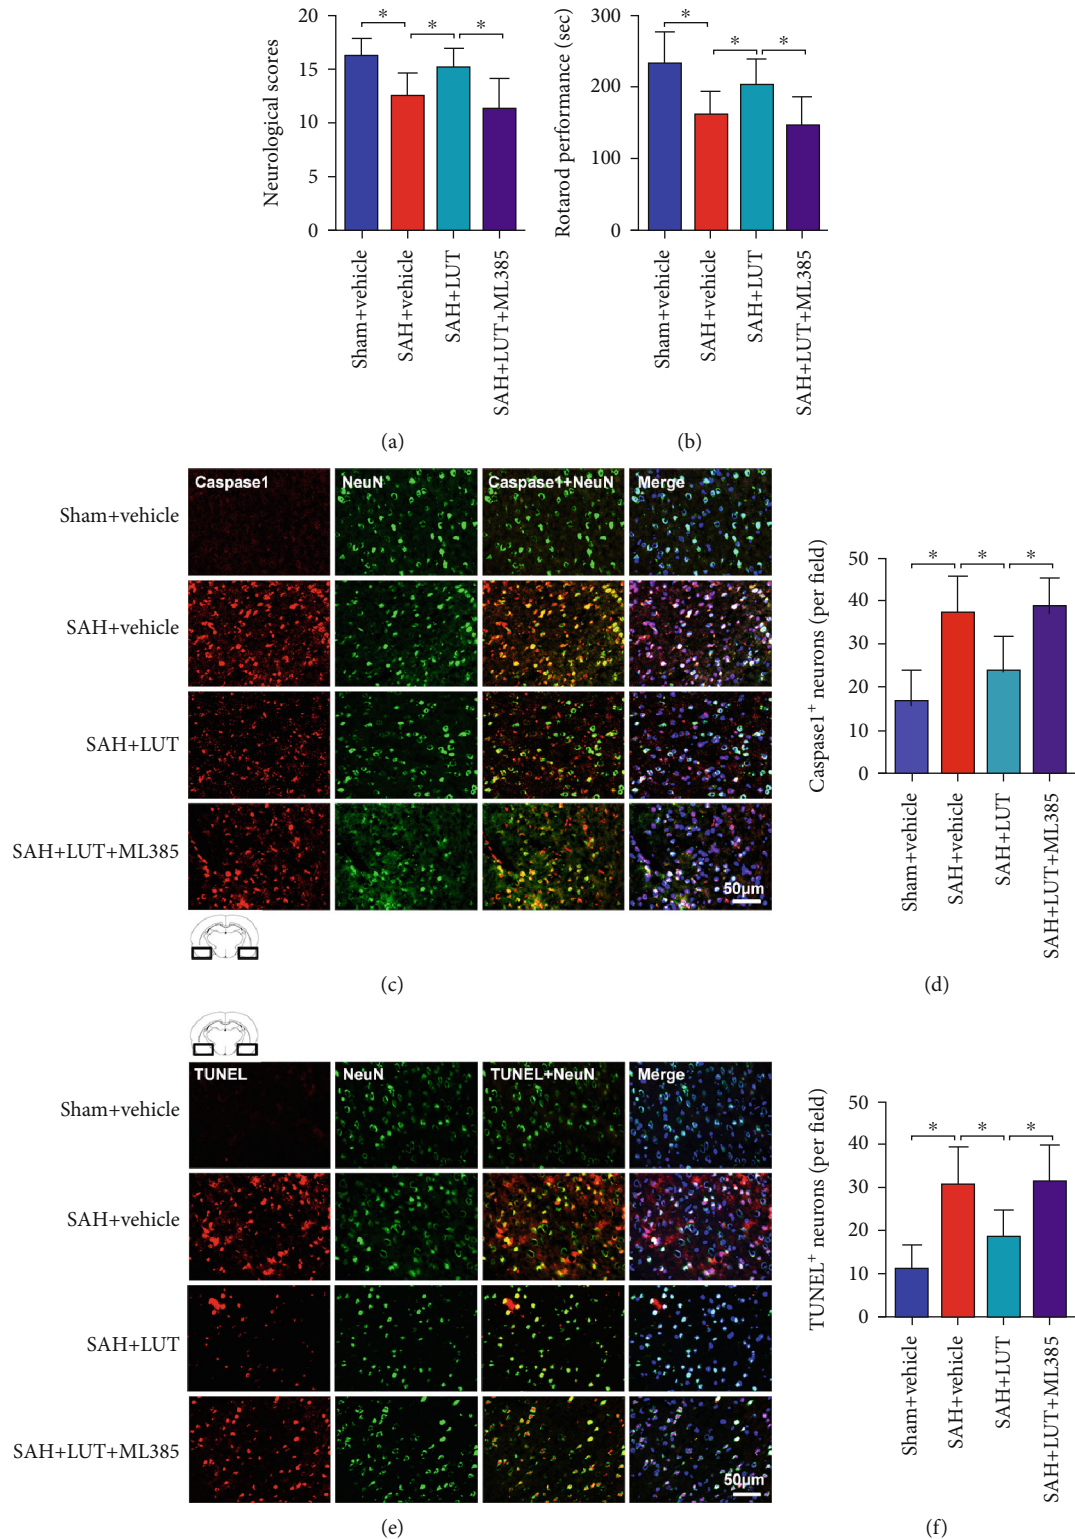 20
15
10
5
0
Neurological scores
*
*
*
Sham+vehicle
SAH+vehicle
SAH+LUT
SAH+LUT+ML385
(a)
300
200
100
0
Rotarod performance (sec)
*
*
*
Sham+vehicle
SAH+vehicle
SAH+LUT
SAH+LUT+ML385
(b)
Caspase1
NeuN
Caspase1+NeuN
Merge
Sham+vehicle
SAH+vehicle
SAH+LUT
SAH+LUT+ML385
50μm
(c)
50
40
30
20
10
0
Caspase1⁺ neurons (per field)
*
*
*
Sham+vehicle
SAH+vehicle
SAH+LUT
SAH+LUT+ML385
(d)
TUNEL
NeuN
TUNEL+NeuN
Merge
Sham+vehicle
SAH+vehicle
SAH+LUT
SAH+LUT+ML385
50μm
(e)
50
40
30
20
10
0
TUNEL⁺ neurons (per field)
*
*
*
Sham+vehicle
SAH+vehicle
SAH+LUT
SAH+LUT+ML385
(f)